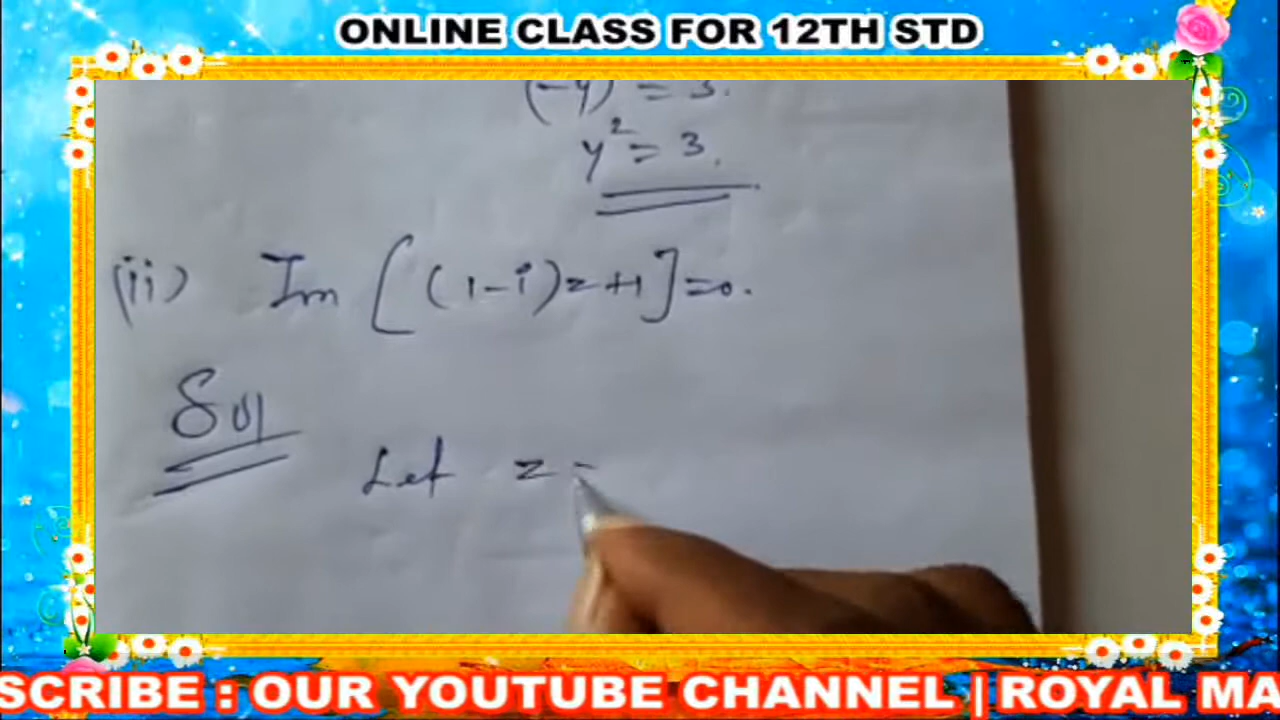 ONLINE CLASS FOR 12TH STD
(-y) = 3.
y² = 3.
(ii) Im [(1-i)z+1]=0.
Sol
Let z =
SCRIBE : OUR YOUTUBE CHANNEL | ROYAL MA